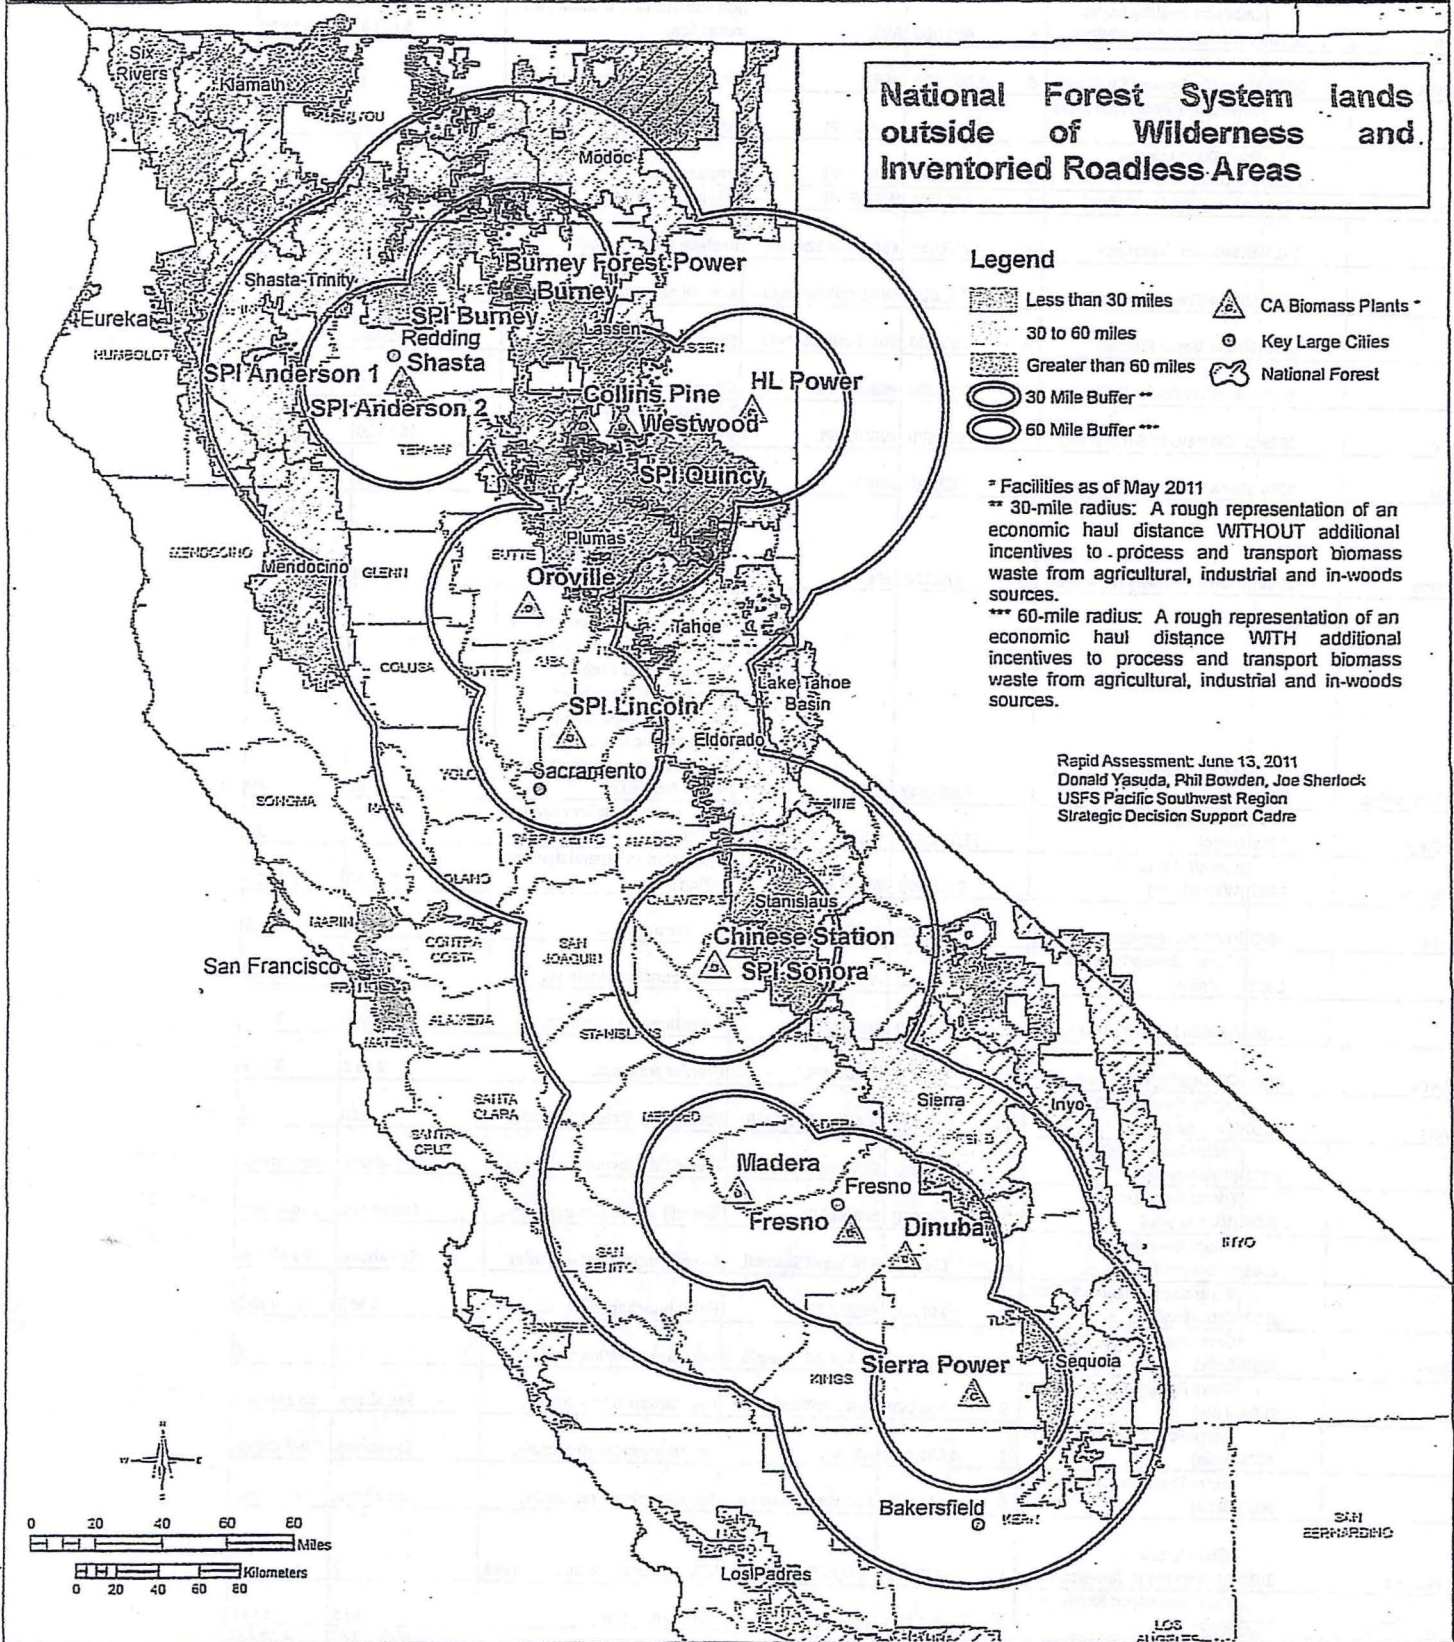 National Forest System lands
outside of Wilderness and
Inventoried Roadless Areas
Legend
Less than 30 miles
30 to 60 miles
Greater than 60 miles
30 Mile Buffer **
60 Mile Buffer ***
CA Biomass Plants *
Key Large Cities
National Forest
* Facilities as of May 2011
** 30-mile radius: A rough representation of an
economic haul distance WITHOUT additional
incentives to process and transport biomass
waste from agricultural, industrial and in-woods
sources.
*** 60-mile radius: A rough representation of an
economic haul distance WITH additional
incentives to process and transport biomass
waste from agricultural, industrial and in-woods
sources.
Rapid Assessment June 13, 2011
Donald Yasuda, Phil Bowden, Joe Sherlock
USFS Pacific Southwest Region
Strategic Decision Support Cadre
Six
Rivers
Klamath
Modoc
Shasta-Trinity
Burney Forest Power
Burney
SPI Burney
Eureka
HUMBOLDT
Redding
Shasta
Lassen
SPI Anderson 1
SPI Anderson 2
Collins Pine
Westwood
HL Power
TEHAMA
SPI Quincy
MENDOCINO
Mendocino
GLENN
BUTTE
Plumas
Oroville
Tahoe
COLUSA
YUBA
Lake Tahoe
Basin
SPI Lincoln
Eldorado
YOLO
Sacramento
SONOMA
NAPA
ALPINE
SACRAMENTO
AMADOR
SOLANO
CALAVERAS
Stanislaus
MARIN
CONTRA
COSTA
SAN
JOAQUIN
Chinese Station
SPI Sonora
San Francisco
ALAMEDA
STANISLAUS
SANTA
CLARA
MERCED
Sierra
Inyo
SANTA
CRUZ
Madera
Fresno
Fresno
Dinuba
SAN
BENITO
INYO
KINGS
Sierra Power
Sequoia
Bakersfield
KERN
SAN
BERNARDINO
Los Padres
LOS
ANGELES
0 20 40 60 80
Miles
Kilometers
0 20 40 60 80